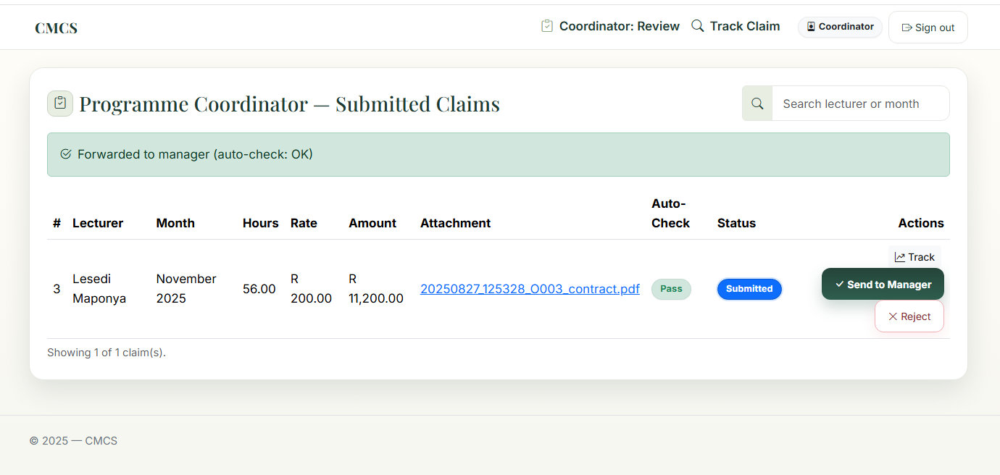 CMCS
Coordinator: Review
Track Claim
Coordinator
Sign out
Programme Coordinator — Submitted Claims
Search lecturer or month
Forwarded to manager (auto-check: OK)
# Lecturer Month Hours Rate Amount Attachment Auto-Check Status Actions
3 Lesedi Maponya November 2025 56.00 R 200.00 R 11,200.00 20250827_125328_O003_contract.pdf Pass Submitted
Track
Send to Manager
Reject
Showing 1 of 1 claim(s).
© 2025 — CMCS